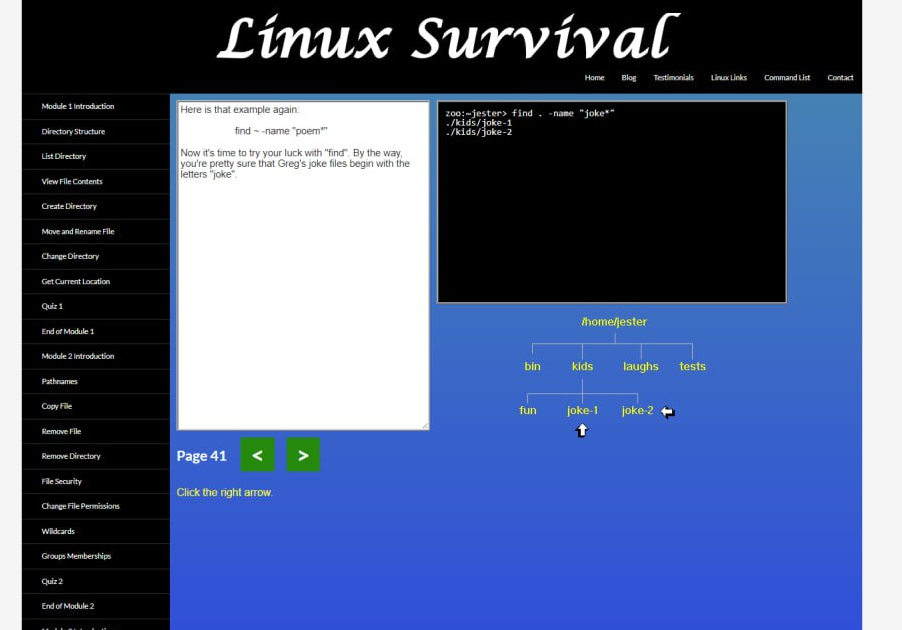 Linux Survival
Home Blog Testimonials Linux Links Command List Contact
Module 1 Introduction
Directory Structure
List Directory
View File Contents
Create Directory
Move and Rename File
Change Directory
Get Current Location
Quiz 1
End of Module 1
Module 2 Introduction
Pathnames
Copy File
Remove File
Remove Directory
File Security
Change File Permissions
Wildcards
Groups Memberships
Quiz 2
End of Module 2
Here is that example again:
find ~ -name "poem*"
Now it's time to try your luck with "find". By the way,
you're pretty sure that Greg's joke files begin with the
letters "joke".
Page 41 < >
Click the right arrow.
zoo:~jester> find . -name "joke*"
./kids/joke-1
./kids/joke-2
/home/jester
bin kids laughs tests
fun joke-1 joke-2